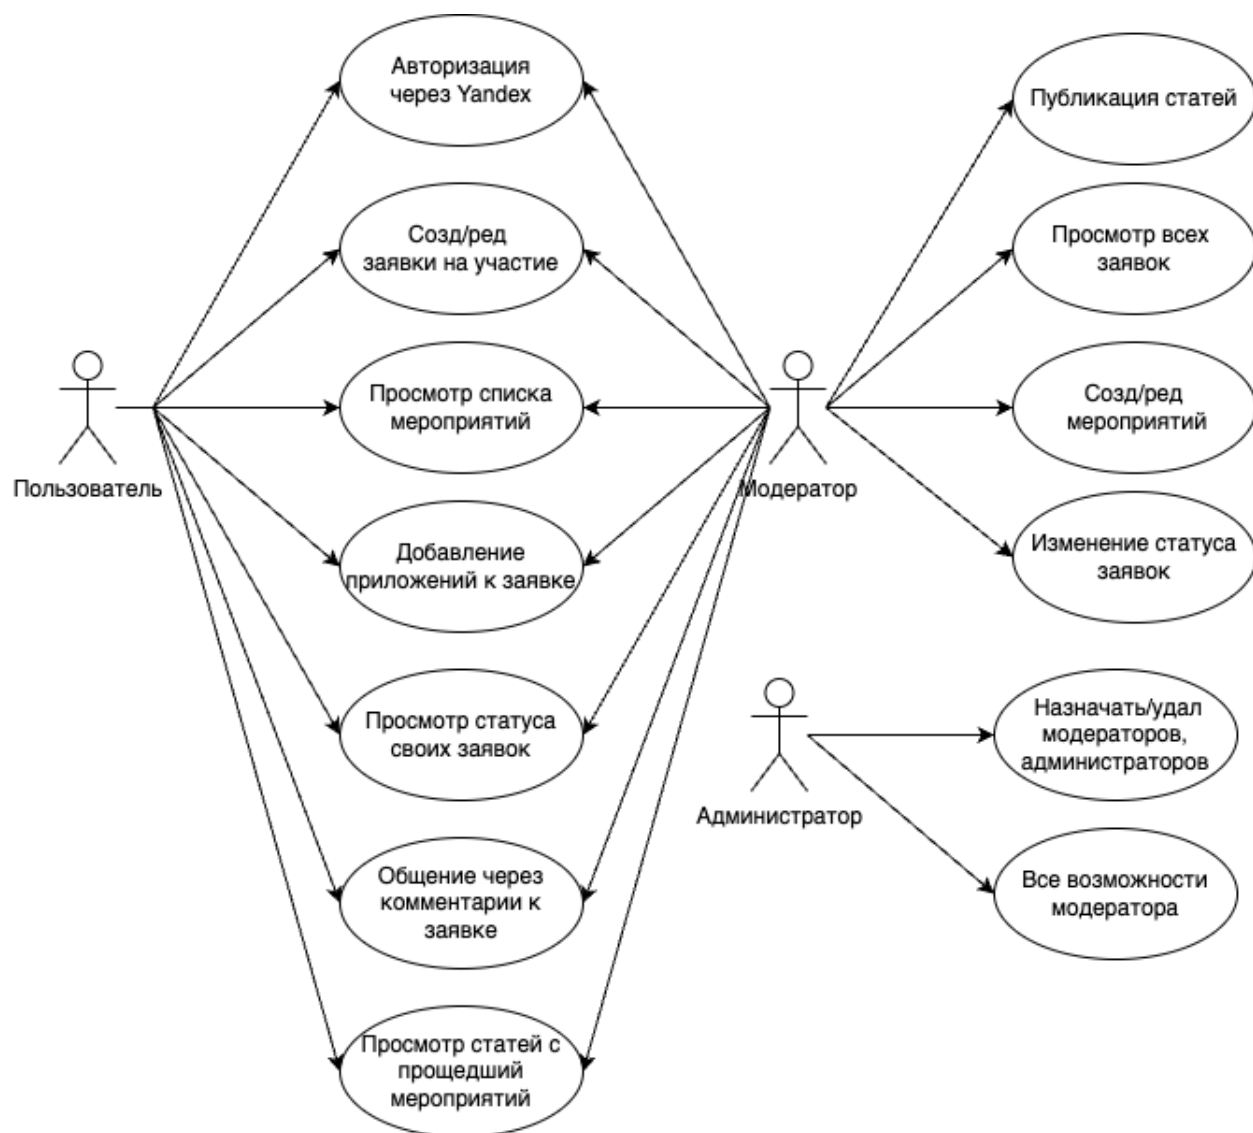 Авторизация
через Yandex
Публикация статей
Созд/ред
заявки на участие
Просмотр всех
заявок
Просмотр списка
мероприятий
Созд/ред
мероприятий
Пользователь
Модератор
Добавление
приложений к заявке
Изменение статуса
заявок
Просмотр статуса
своих заявок
Назначать/удал
модераторов,
администраторов
Администратор
Общение через
комментарии к
заявке
Все возможности
модератора
Просмотр статей с
прощедший
мероприятий